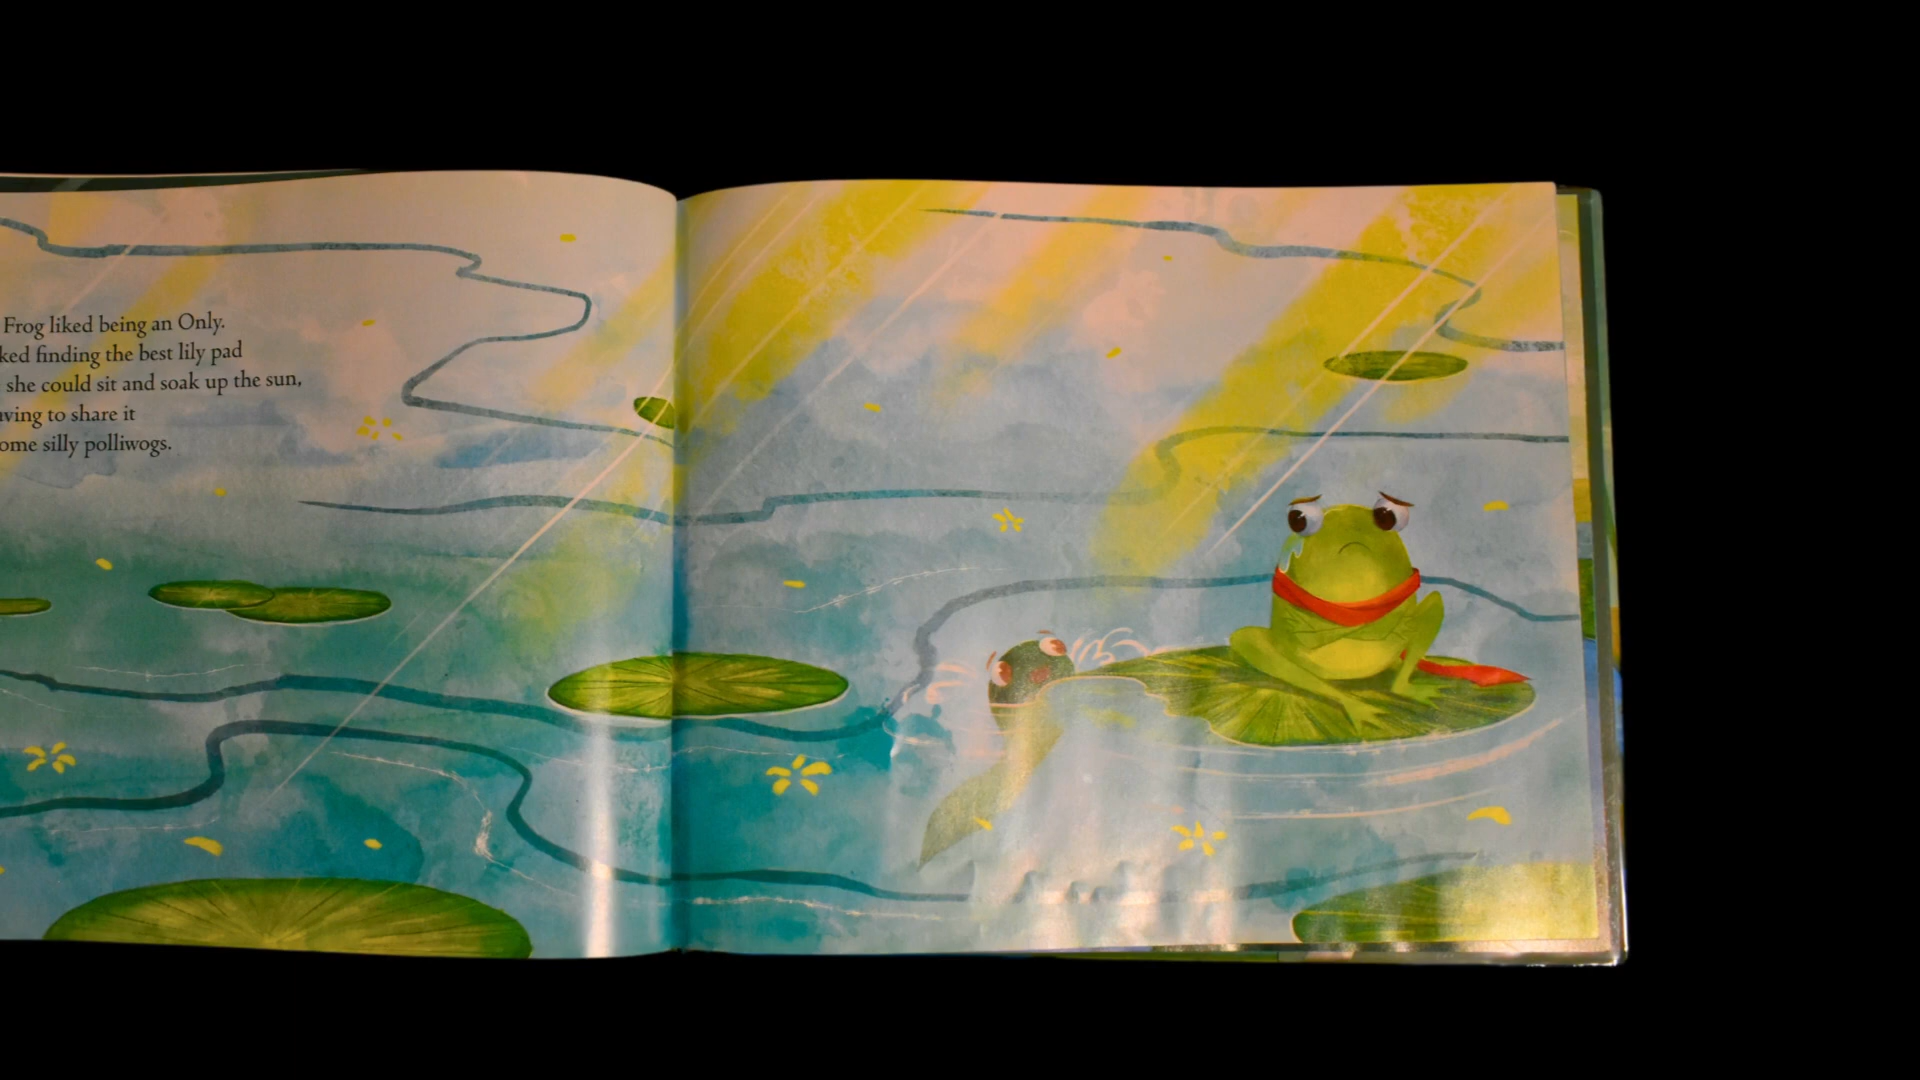 Frog liked being an Only.
ked finding the best lily pad
she could sit and soak up the sun,
ving to share it
ome silly polliwogs.